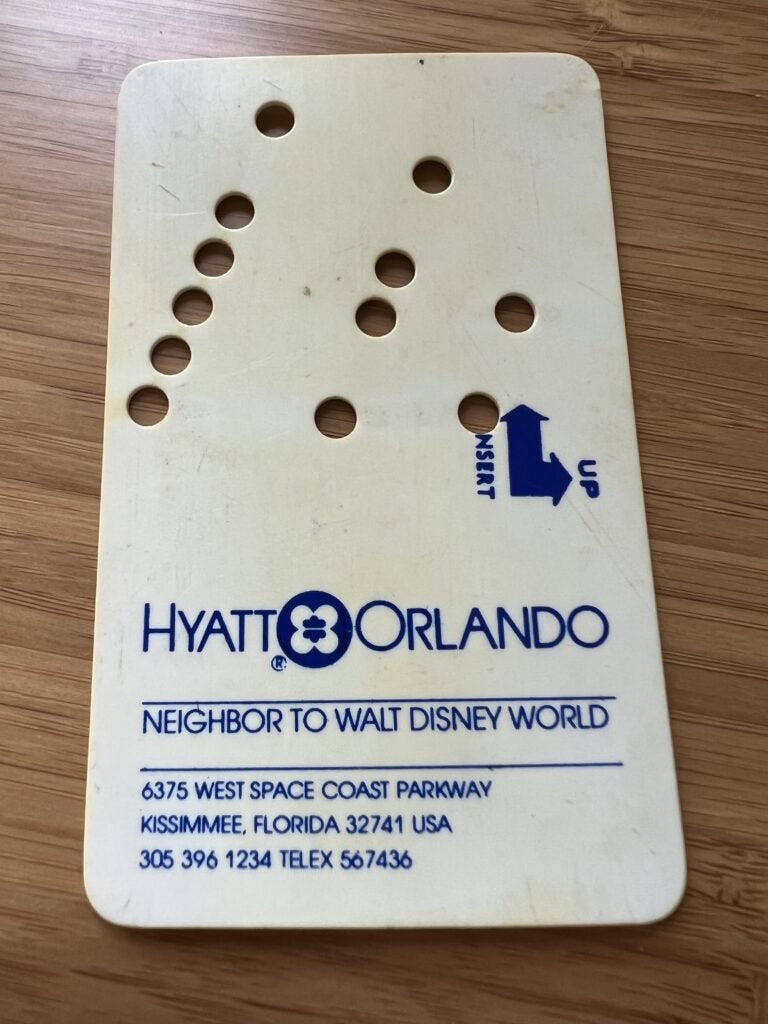 UP
NSERT
HYATT ORLANDO
®
NEIGHBOR TO WALT DISNEY WORLD
6375 WEST SPACE COAST PARKWAY
KISSIMMEE, FLORIDA 32741 USA
305 396 1234 TELEX 567436